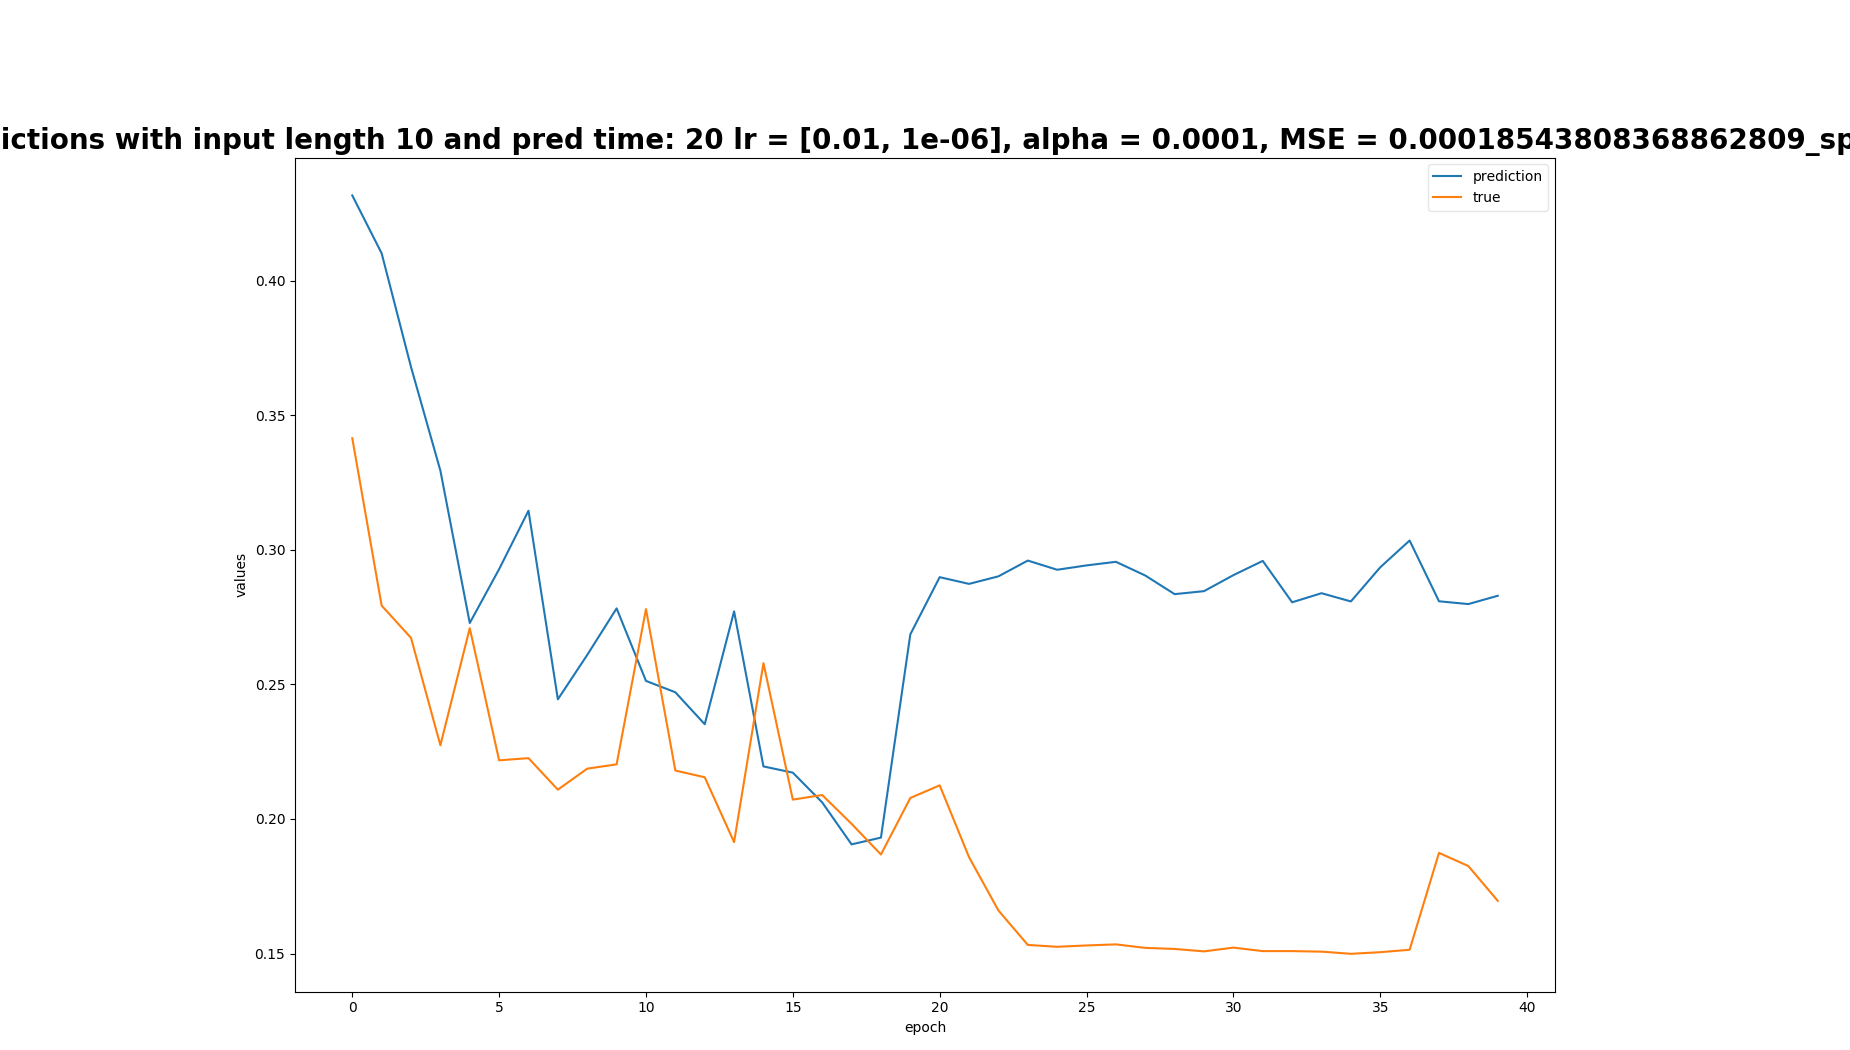 ictions with input length 10 and pred time: 20 lr = [0.01, 1e-06], alpha = 0.0001, MSE = 0.00018543808368862809_sp
prediction
true
0.40
0.35
0.30
0.25
0.20
0.15
values
0 5 10 15 20 25 30 35 40
epoch